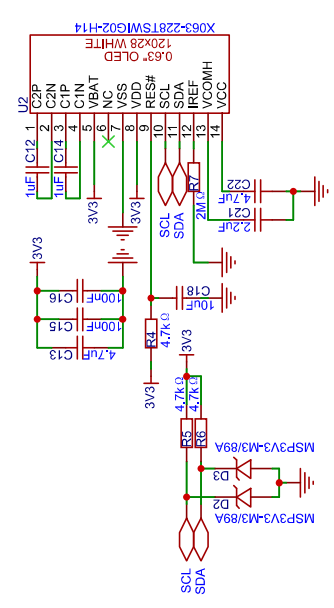 X063-228TSWIG02-H14
120x28 WHITE
0.63" OLED
U2
C2P
C2N
C1P
C1N
VBAT
NC
VSS
VDD
RES#
SCL
SDA
IREF
VCOMH
VCC
1
2
3
4
5
6
7
8
9
10
11
12
13
14
C12
1uF
C14
1uF
3V3
3V3
SCL
SDA
R7
2MΩ
C22
4.7uF
C21
2.2uF
3V3
C16
100nF
C15
100nF
C13
4.7uF
C18
10uF
R4
4.7kΩ
3V3
3V3
4.7kΩ
4.7kΩ
R5
R6
MSP3V3-M3/89A
D3
D2
MSP3V3-M3/89A
SCL
SDA